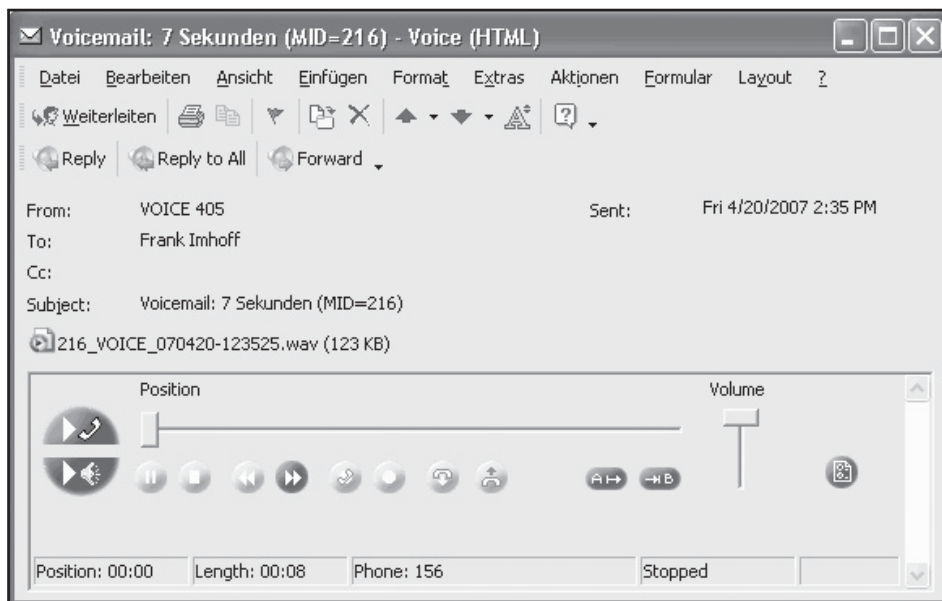 Voicemail: 7 Sekunden (MID=216) - Voice (HTML)
Datei Bearbeiten Ansicht Einfügen Format Extras Aktionen Formular Layout ?
Weiterleiten
Reply Reply to All Forward
From: VOICE 405 Sent: Fri 4/20/2007 2:35 PM
To: Frank Imhoff
Cc:
Subject: Voicemail: 7 Sekunden (MID=216)
216_VOICE_070420-123525.wav (123 KB)
Position Volume
A B
Position: 00:00 Length: 00:08 Phone: 156 Stopped